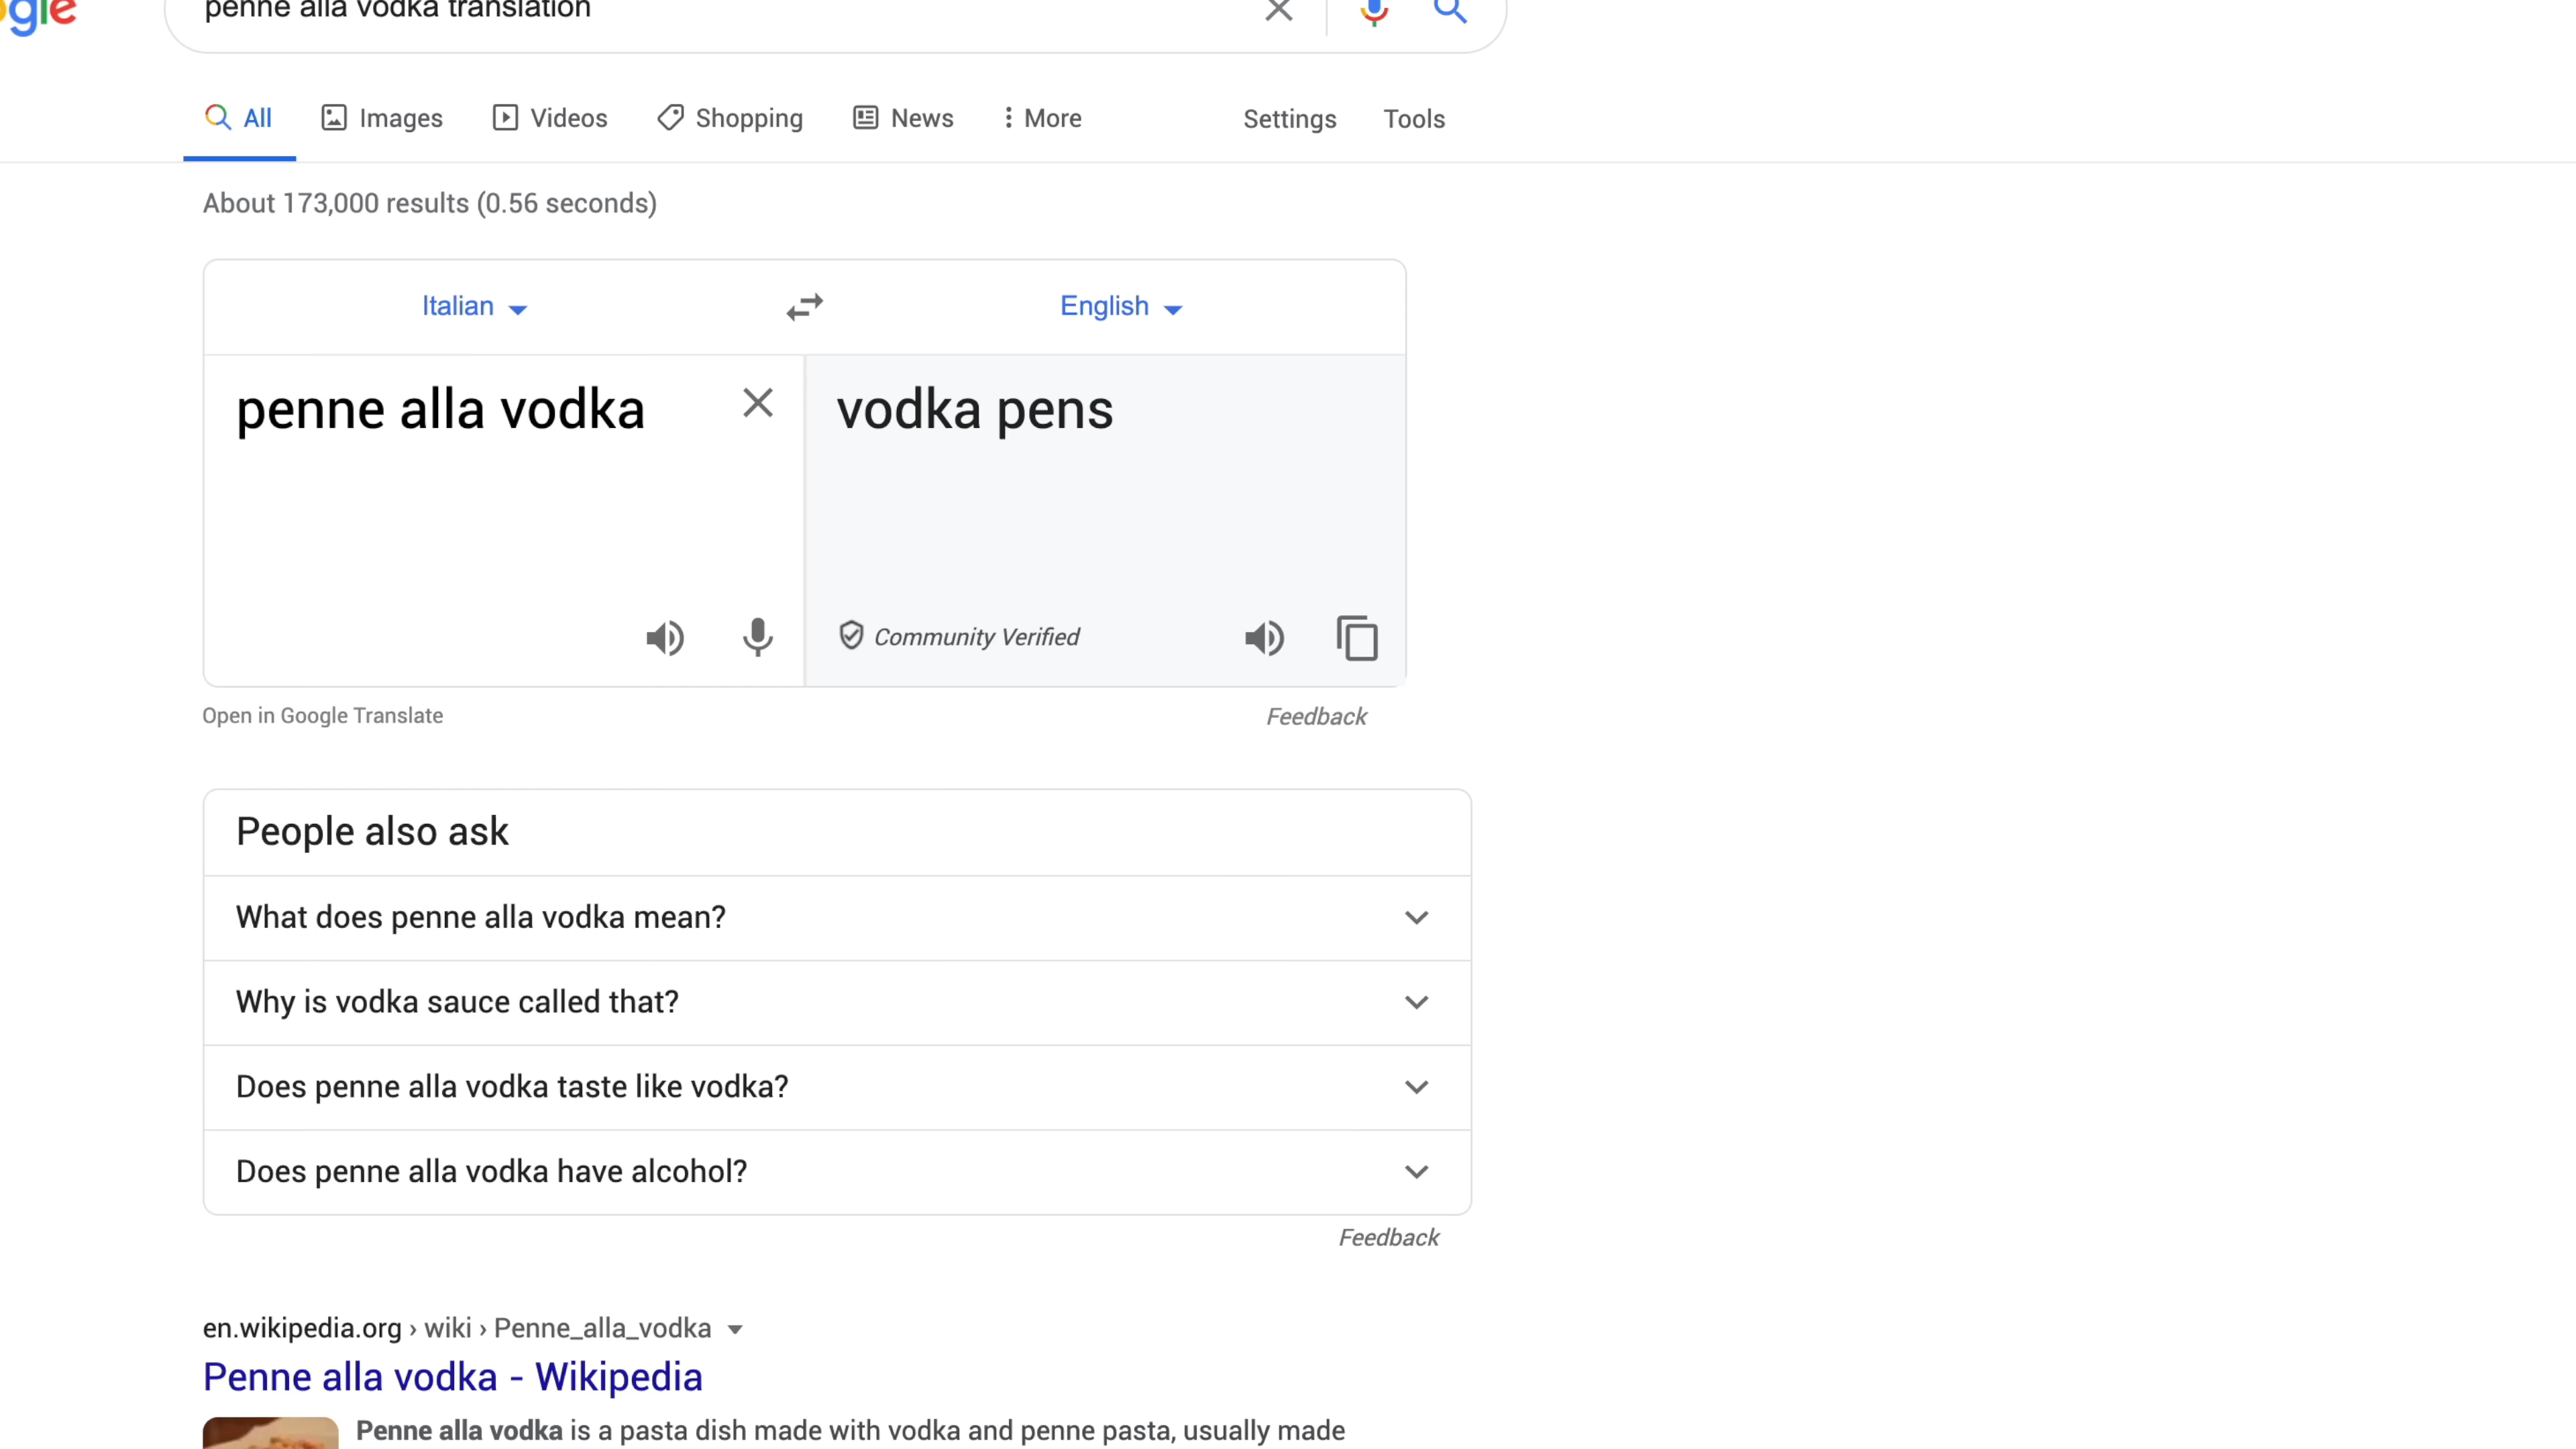 gle
penne alla vodka translation
All Images Videos Shopping News More Settings Tools
About 173,000 results (0.56 seconds)
Italian English
penne alla vodka
vodka pens
Community Verified
Open in Google Translate Feedback
People also ask
What does penne alla vodka mean?
Why is vodka sauce called that?
Does penne alla vodka taste like vodka?
Does penne alla vodka have alcohol?
Feedback
en.wikipedia.org › wiki › Penne_alla_vodka
Penne alla vodka - Wikipedia
Penne alla vodka is a pasta dish made with vodka and penne pasta, usually made